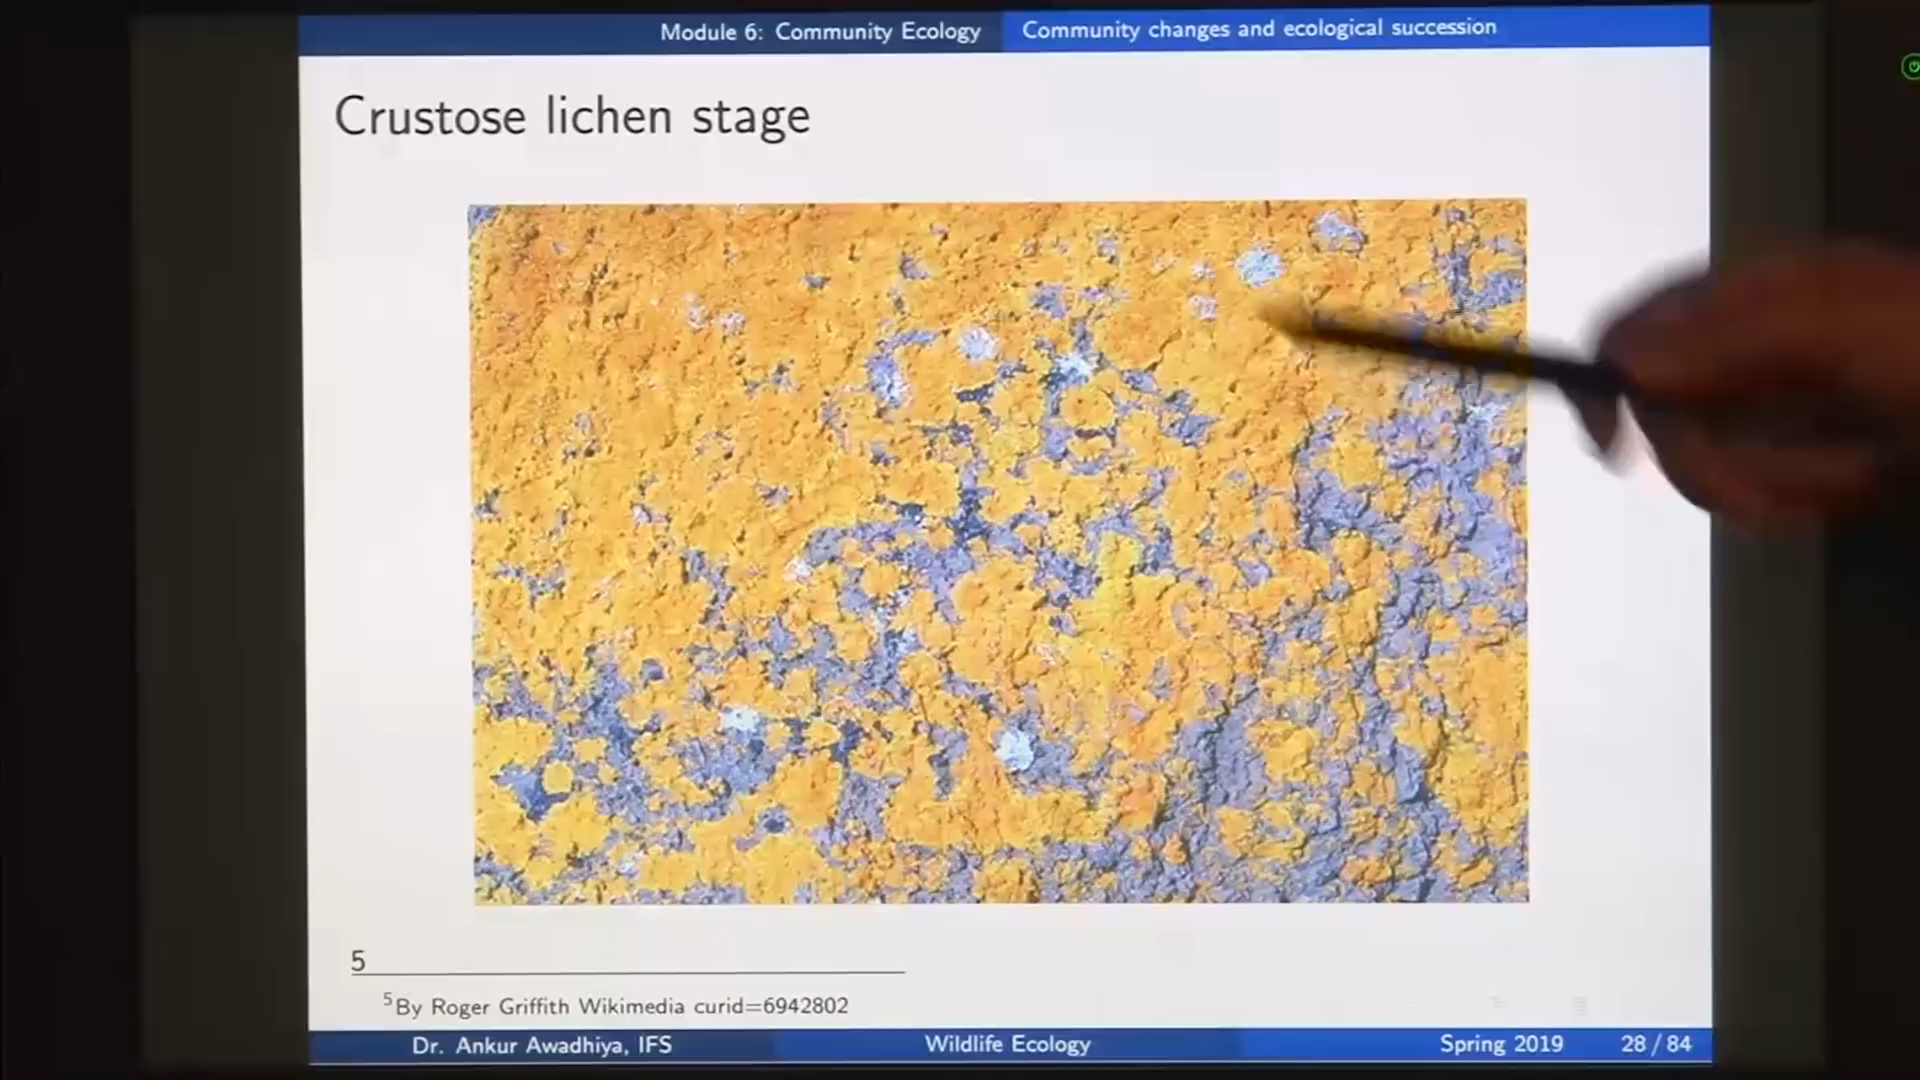 Module 6: Community Ecology Community changes and ecological succession
Crustose lichen stage
5
5By Roger Griffith Wikimedia curid=6942802
Dr. Ankur Awadhiya, IFS Wildlife Ecology Spring 2019 28 / 84